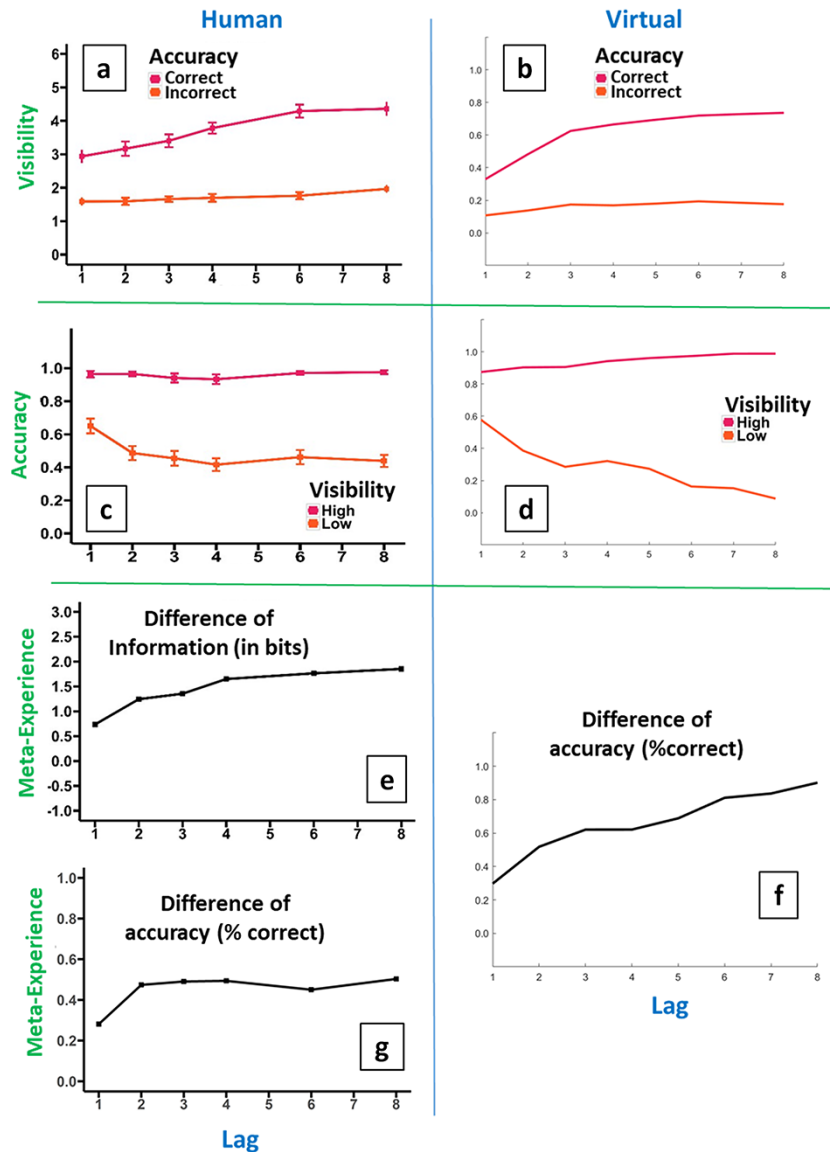 Human
Virtual
a
Accuracy
Correct
Incorrect
Visibility
6
5
4
3
2
1
0
1 2 3 4 5 6 7 8
b
Accuracy
Correct
Incorrect
1.0
0.8
0.6
0.4
0.2
0.0
1 2 3 4 5 6 7 8
Accuracy
1.0
0.8
0.6
0.4
0.2
0.0
c
Visibility
High
Low
1 2 3 4 5 6 7 8
1.0
0.8
0.6
0.4
0.2
0.0
Visibility
High
Low
d
1 2 3 4 5 6 7 8
Meta-Experience
3.0
2.5
2.0
1.5
1.0
0.5
0.0
-0.5
-1.0
Difference of
Information (in bits)
e
1 2 3 4 5 6 7 8
Difference of
accuracy (%correct)
1.0
0.8
0.6
0.4
0.2
0.0
f
1 2 3 4 5 6 7 8
Lag
Meta-Experience
1.0
0.8
0.6
0.4
0.2
0.0
Difference of
accuracy (% correct)
g
1 2 3 4 5 6 7 8
Lag